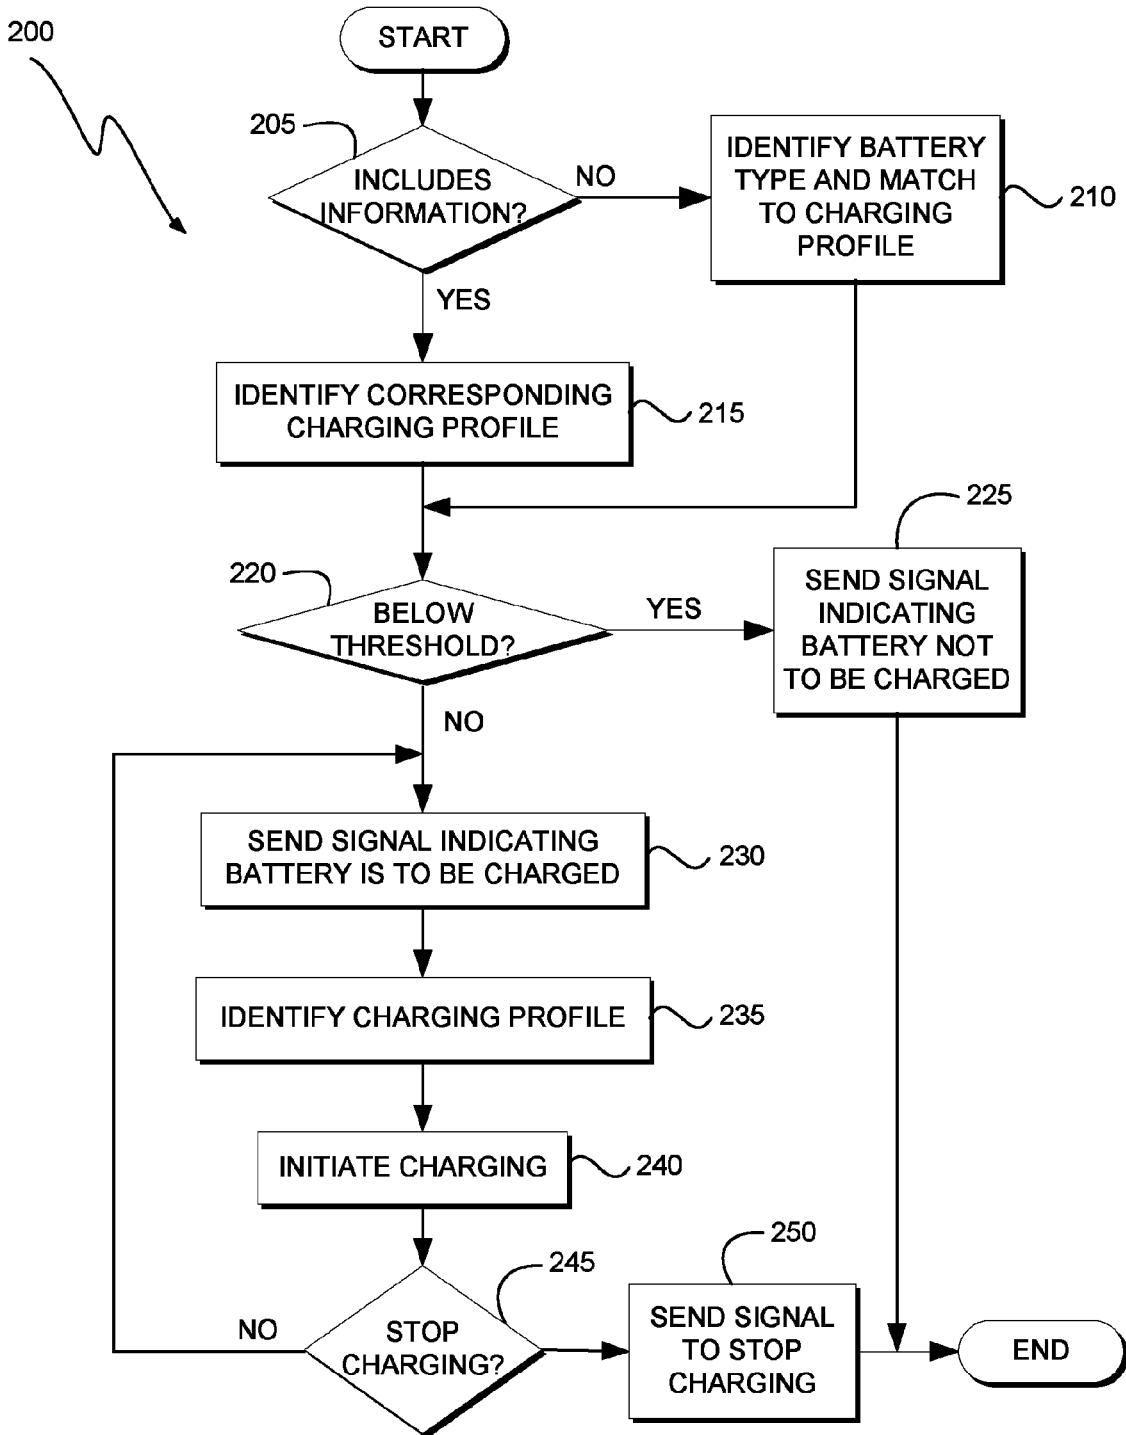 200
START
205
INCLUDES
INFORMATION?
NO
IDENTIFY BATTERY
TYPE AND MATCH
TO CHARGING
PROFILE
210
YES
IDENTIFY CORRESPONDING
CHARGING PROFILE
215
225
220
BELOW
THRESHOLD?
YES
SEND SIGNAL
INDICATING
BATTERY NOT
TO BE CHARGED
NO
SEND SIGNAL INDICATING
BATTERY IS TO BE CHARGED
230
IDENTIFY CHARGING PROFILE
235
INITIATE CHARGING
240
245
250
NO
STOP
CHARGING?
SEND SIGNAL
TO STOP
CHARGING
END